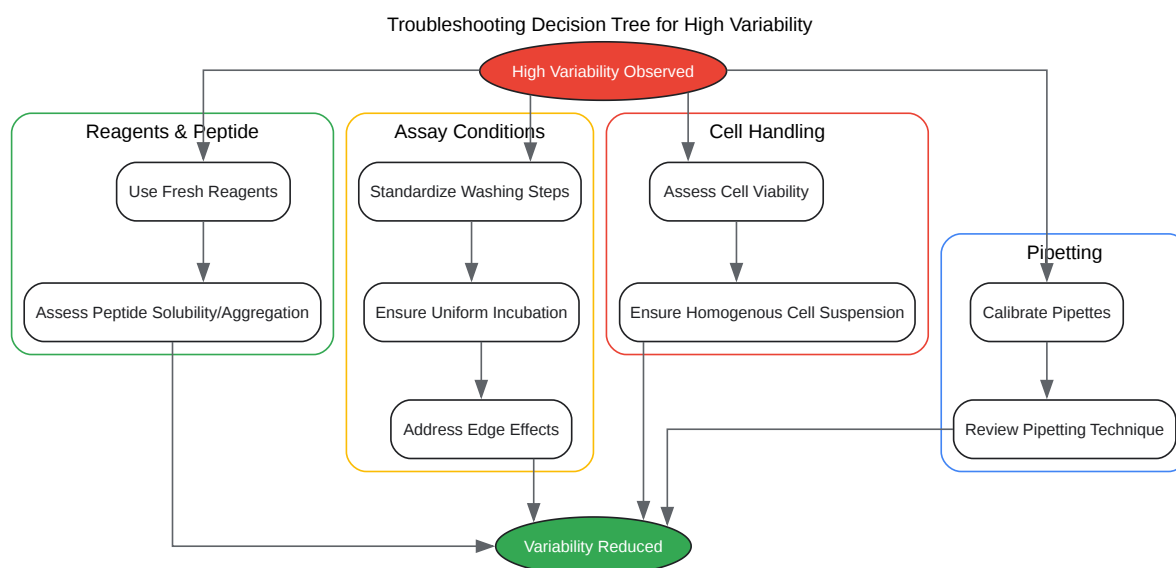 Troubleshooting Decision Tree for High Variability
High Variability Observed
Reagents & Peptide
Assay Conditions
Cell Handling
Use Fresh Reagents
Standardize Washing Steps
Assess Cell Viability
Pipetting
Assess Peptide Solubility/Aggregation
Ensure Uniform Incubation
Ensure Homogenous Cell Suspension
Calibrate Pipettes
Address Edge Effects
Review Pipetting Technique
Variability Reduced